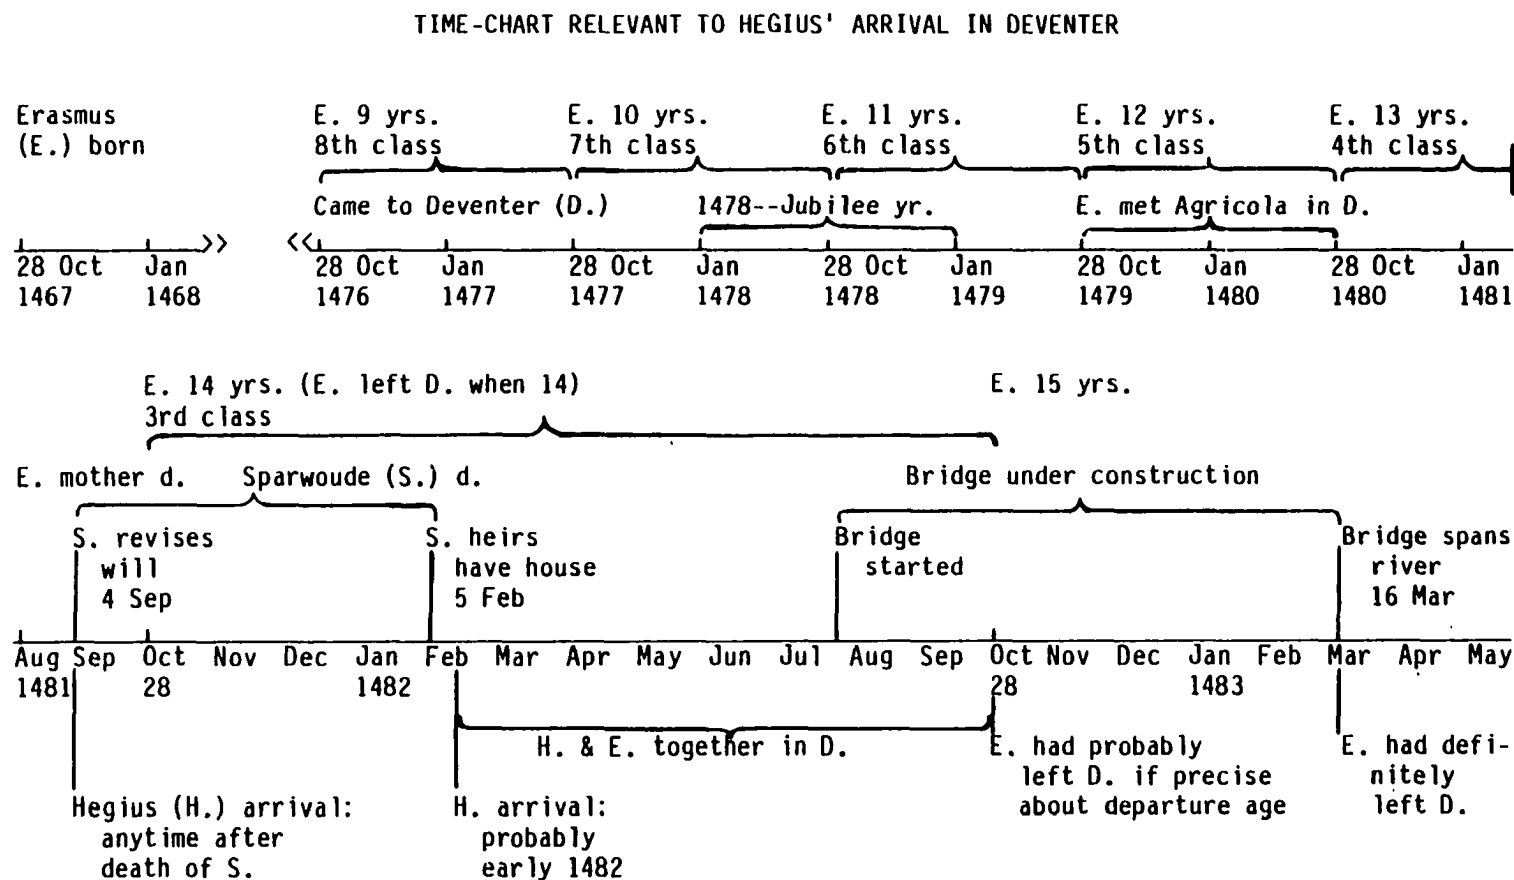 TIME-CHART RELEVANT TO HEGIUS' ARRIVAL IN DEVENTER
Erasmus E. 9 yrs. E. 10 yrs. E. 11 yrs. E. 12 yrs. E. 13 yrs.
(E.) born 8th class 7th class 6th class 5th class 4th class
Came to Deventer (D.) 1478--Jubilee yr. E. met Agricola in D.
>> <<
28 Oct Jan 28 Oct Jan 28 Oct Jan 28 Oct Jan 28 Oct Jan 28 Oct Jan
1467 1468 1476 1477 1477 1478 1478 1479 1479 1480 1480 1481
E. 14 yrs. (E. left D. when 14) E. 15 yrs.
3rd class
E. mother d. Sparwoude (S.) d. Bridge under construction
S. revises S. heirs Bridge Bridge spans
will have house started river
4 Sep 5 Feb 16 Mar
Aug Sep Oct Nov Dec Jan Feb Mar Apr May Jun Jul Aug Sep Oct Nov Dec Jan Feb Mar Apr May
1481 28 1482 28 1483
H. & E. together in D. E. had probably E. had defi-
left D. if precise nitely
Hegius (H.) arrival: H. arrival: about departure age left D.
anytime after probably
death of S. early 1482